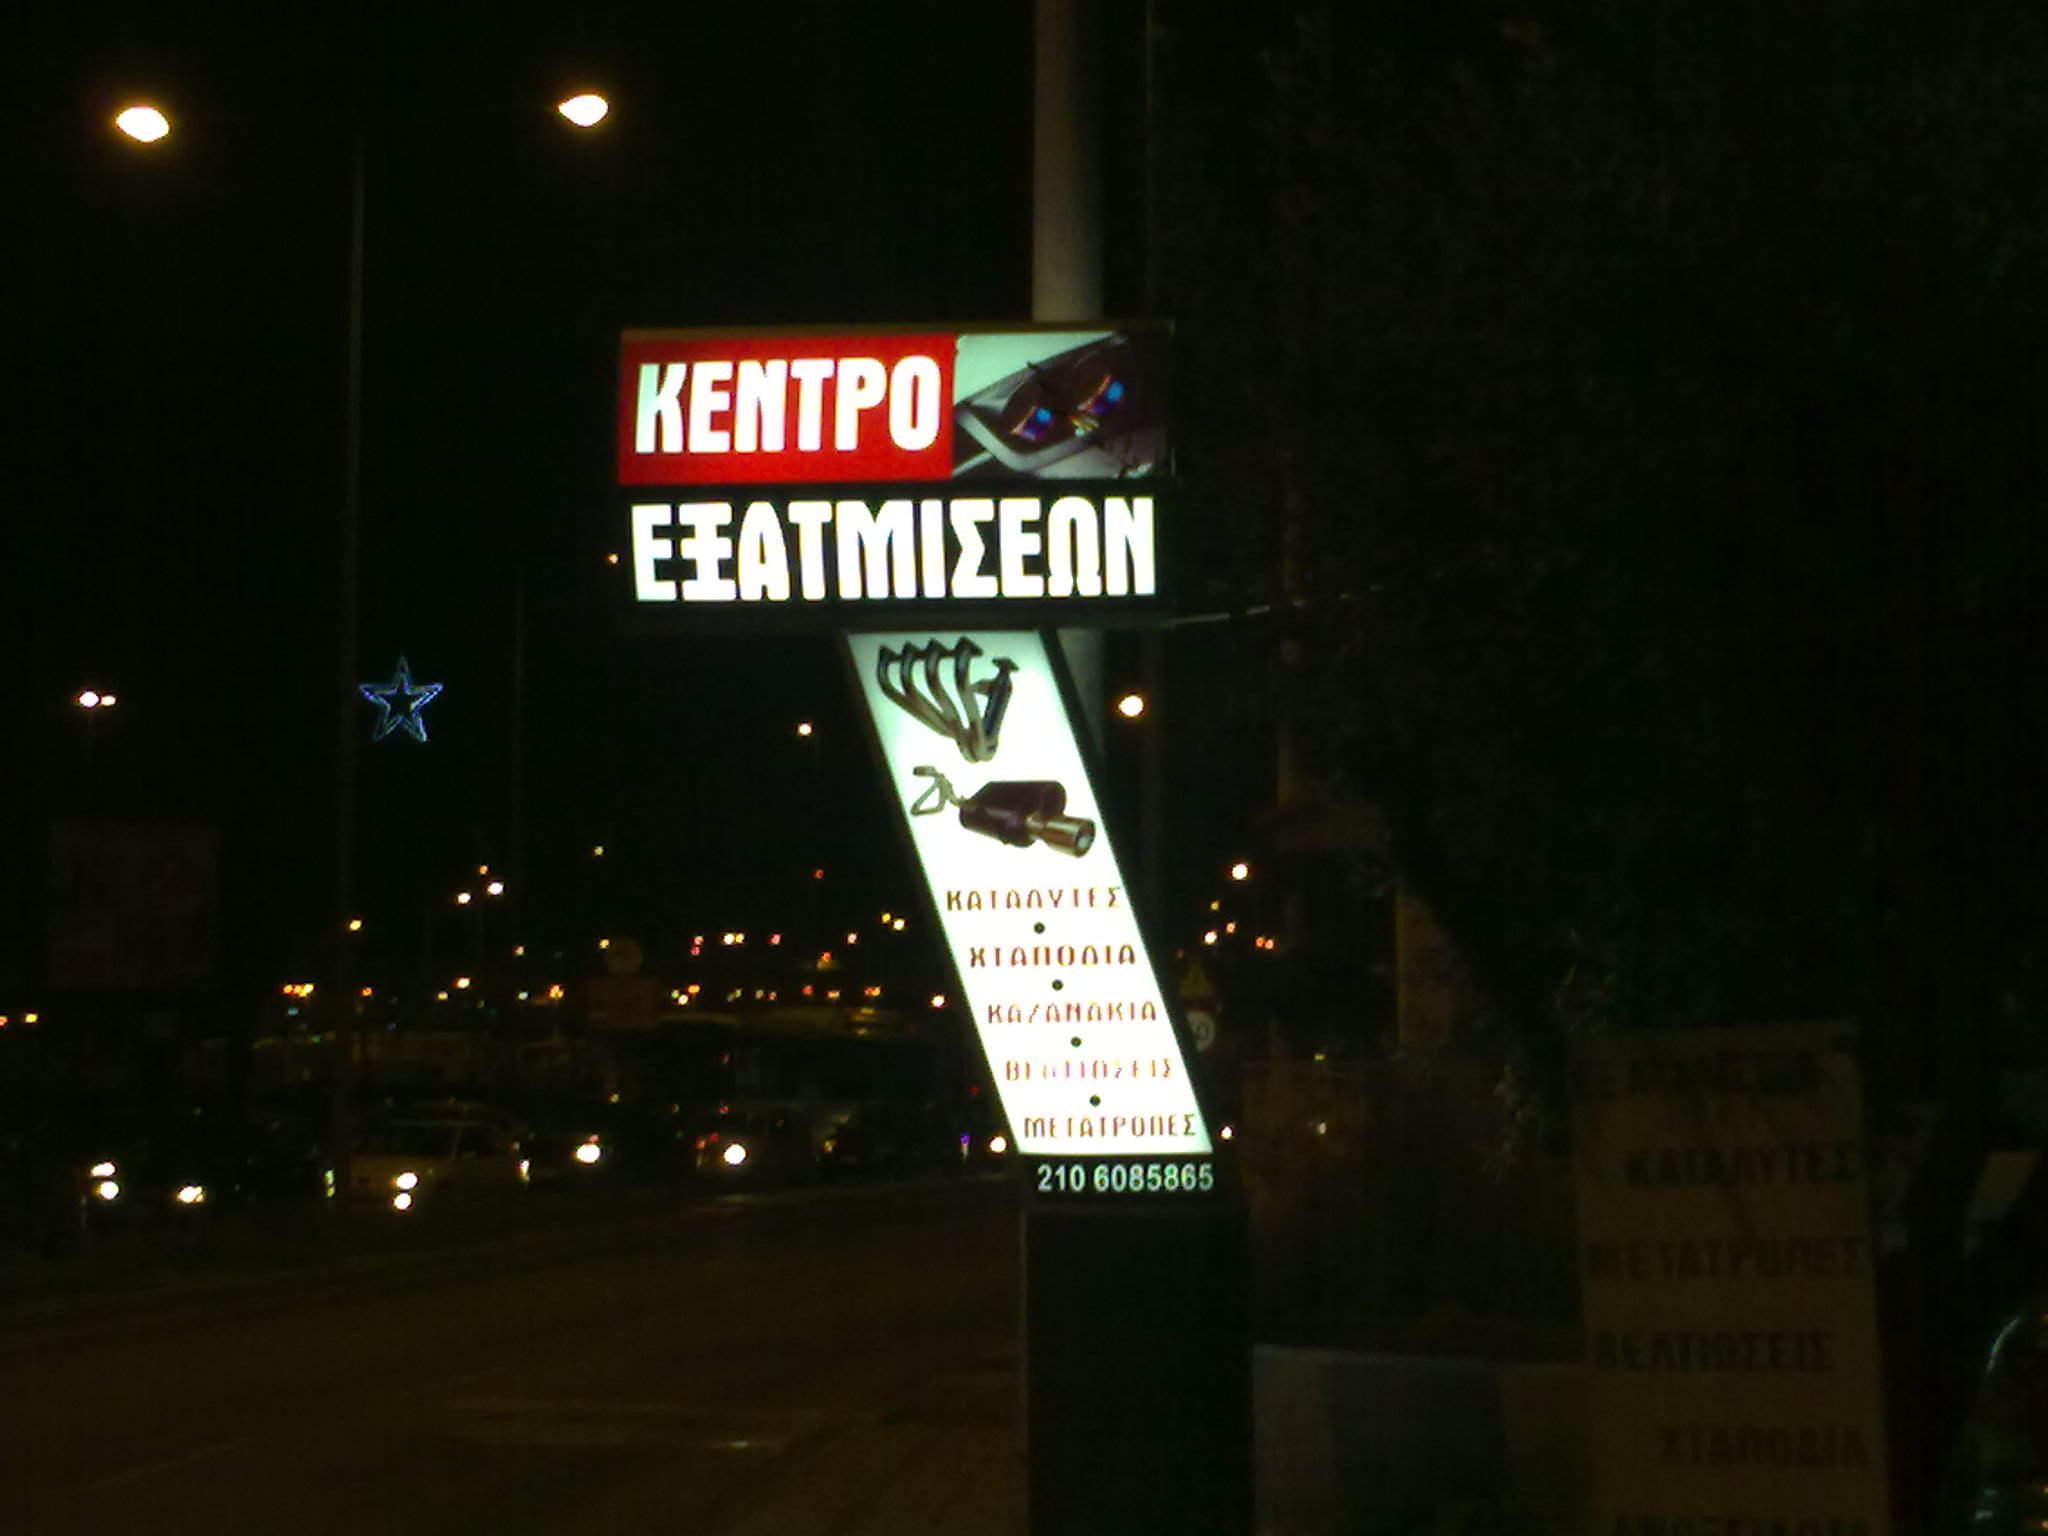 ΚΕΝΤΡΟ
ΕΞΑΤΜΙΣΕΩΝ
ΚΑΤΑΛΥΤΕΣ
ΧΤΑΠΟΔΙΑ
ΚΑΖΑΝΑΚΙΑ
ΒΕΛΤΙΩΣΕΙΣ
ΜΕΤΑΤΡΟΠΕΣ
210 6085865
ΚΑΤΑΛΥΤΕΣ
ΜΕΤΑΤΡΟΠΕΣ
ΒΕΛΤΙΩΣΕΙΣ
ΧΤΑΠΟΔΙΑ